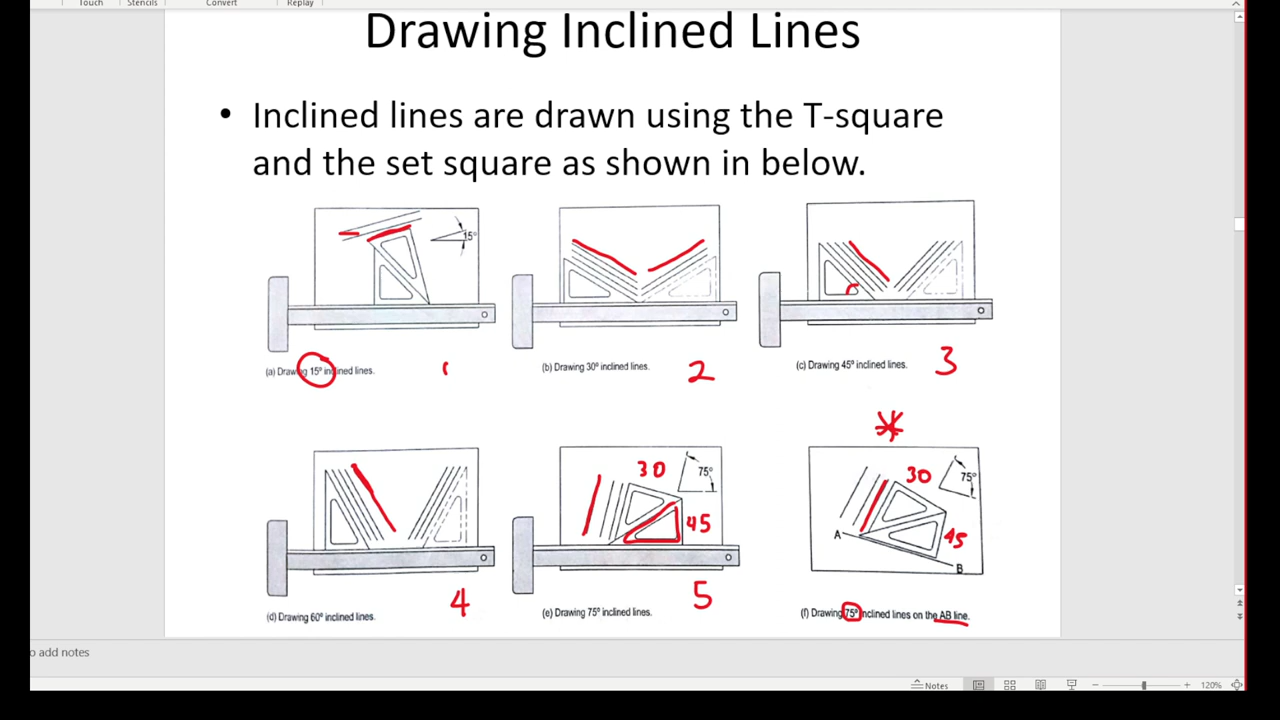 Touch Stencils Convert Replay
Drawing Inclined Lines
• Inclined lines are drawn using the T-square
and the set square as shown in below.
15°
(a) Drawing 15° inclined lines. 1
(b) Drawing 30° inclined lines. 2
(c) Drawing 45° inclined lines. 3
30 75°
45
30 75°
A 45
B
(d) Drawing 60° inclined lines. 4
(e) Drawing 75° inclined lines. 5
(f) Drawing 75° inclined lines on the AB line.
o add notes
Notes 120%